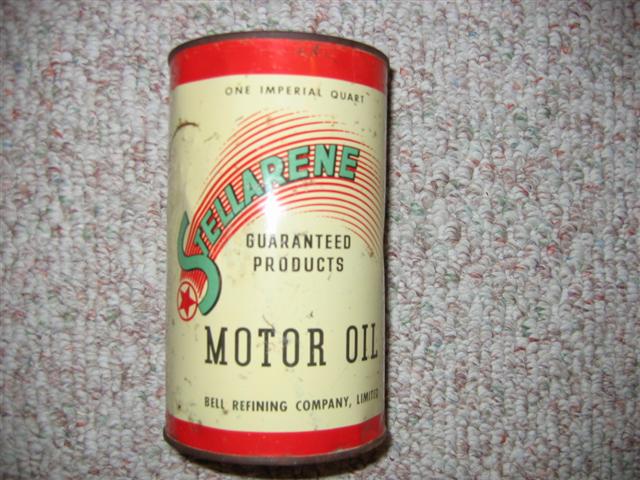 ONE IMPERIAL QUART
STELLARENE
GUARANTEED
PRODUCTS
MOTOR OIL
BELL REFINING COMPANY, LIMITED